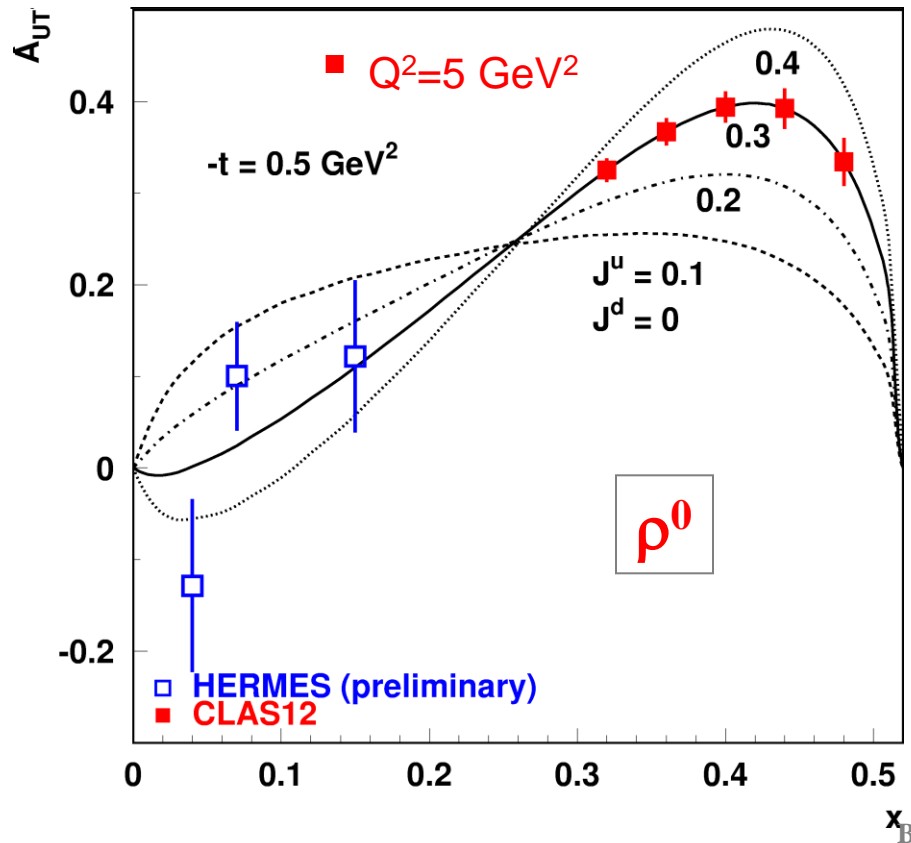 A_UT
Q²=5 GeV²
0.4
0.4
0.3
-t = 0.5 GeV²
0.2
0.2
Jᵘ = 0.1
Jᵈ = 0
0
ρ⁰
-0.2
HERMES (preliminary)
CLAS12
0 0.1 0.2 0.3 0.4 0.5
x_B